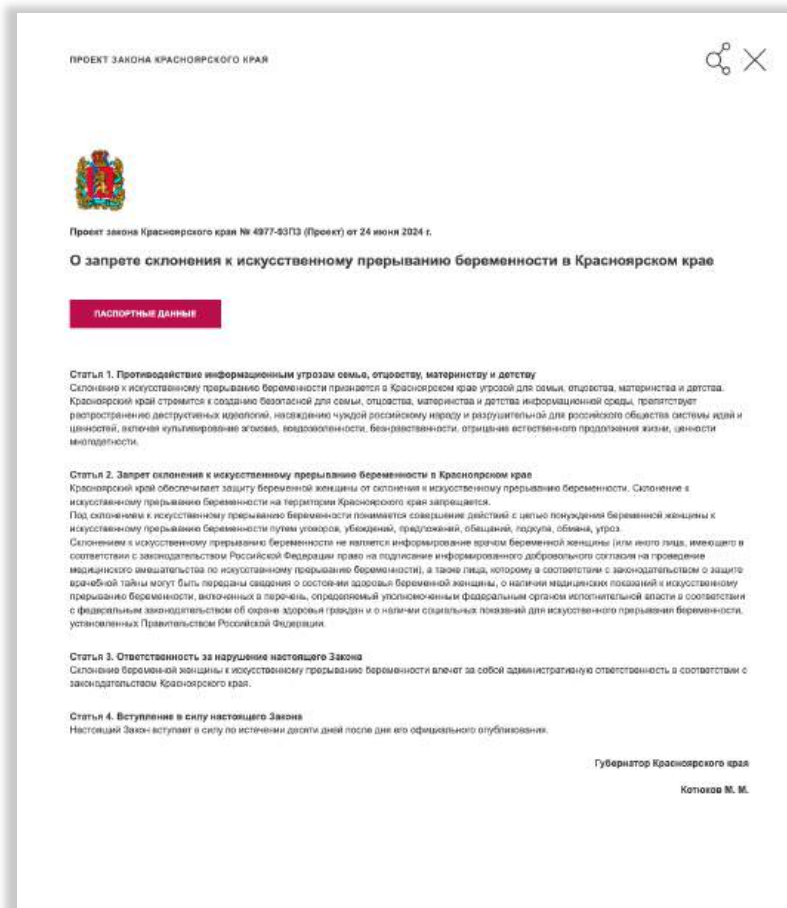 ПРОЕКТ ЗАКОНА КРАСНОЯРСКОГО КРАЯ
Проект закона Красноярского края № 4977-93ПЗ (Проект) от 24 июня 2024 г.
О запрете склонения к искусственному прерыванию беременности в Красноярском крае
ПАСПОРТНЫЕ ДАННЫЕ
Статья 1. Противодействие информационным угрозам семье, отцовству, материнству и детству
Склонение к искусственному прерыванию беременности признается в Красноярском крае угрозой для семьи, отцовства, материнства и детства.
Красноярский край стремится к созданию безопасной для семьи, отцовства, материнства и детства информационной среды, препятствует
распространению деструктивных идеологий, насаждению чуждой российскому народу и разрушительной для российского общества системы идей и
ценностей, включая культивирование эгоизма, вседозволенности, безнравственности, отрицание естественного продолжения жизни, ценности
многодетности.
Статья 2. Запрет склонения к искусственному прерыванию беременности в Красноярском крае
Красноярский край обеспечивает защиту беременной женщины от склонения к искусственному прерыванию беременности. Склонение к
искусственному прерыванию беременности на территории Красноярского края запрещается.
Под склонением к искусственному прерыванию беременности понимается совершение действий с целью понуждения беременной женщины к
искусственному прерыванию беременности путем уговоров, убеждений, предложений, обещаний, подкупа, обмана, угроз.
Склонением к искусственному прерыванию беременности не является информирование врачом беременной женщины (или иного лица, имеющего в
соответствии с законодательством Российской Федерации право на подписание информированного добровольного согласия на проведение
медицинского вмешательства по искусственному прерыванию беременности), а также лица, которому в соответствии с законодательством о защите
врачебной тайны могут быть переданы сведения о состоянии здоровья беременной женщины, о наличии медицинских показаний к искусственному
прерыванию беременности, включенных в перечень, определяемый уполномоченным федеральным органом исполнительной власти в соответствии
с федеральным законодательством об охране здоровья граждан и о наличии социальных показаний для искусственного прерывания беременности,
установленных Правительством Российской Федерации.
Статья 3. Ответственность за нарушение настоящего Закона
Склонение беременной женщины к искусственному прерыванию беременности влечет за собой административную ответственность в соответствии с
законодательством Красноярского края.
Статья 4. Вступление в силу настоящего Закона
Настоящий Закон вступает в силу по истечении десяти дней после дня его официального опубликования.
Губернатор Красноярского края
Котюков М. М.